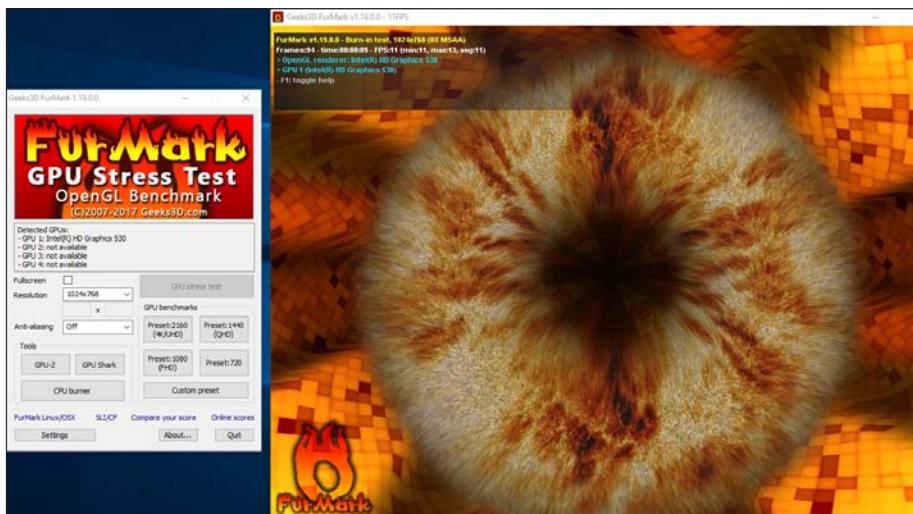 Geeks3D FurMark 1.19.0.0
FurMark
GPU Stress Test
OpenGL Benchmark
(C)2007-2017 Geeks3D.com
Detected GPUs:
- GPU 1: Intel(R) HD Graphics 530
- GPU 2: not available
- GPU 3: not available
- GPU 4: not available
Fullscreen
Resolution
1024x768
x
Anti-aliasing
Off
Tools
GPU-Z
GPU Shark
CPU burner
GPU stress test
GPU benchmarks
Preset:2160
(4K/UHD)
Preset:1440
(QHD)
Preset:1080
(FHD)
Preset:720
Custom preset
FurMark Linux/OSX
SLI/CF
Compare your score
Online scores
Settings
About...
Quit
Geeks3D FurMark v1.19.0.0 - 11FPS
FurMark v1.19.0.0 - Burn-in test, 1024x768 (0X MSAA)
Frames:94 - time:00:00:09 - FPS:11 (min:11, max:13, avg:11)
> OpenGL renderer: Intel(R) HD Graphics 530
> GPU 1 (Intel(R) HD Graphics 530)
- F1: toggle help
FurMark